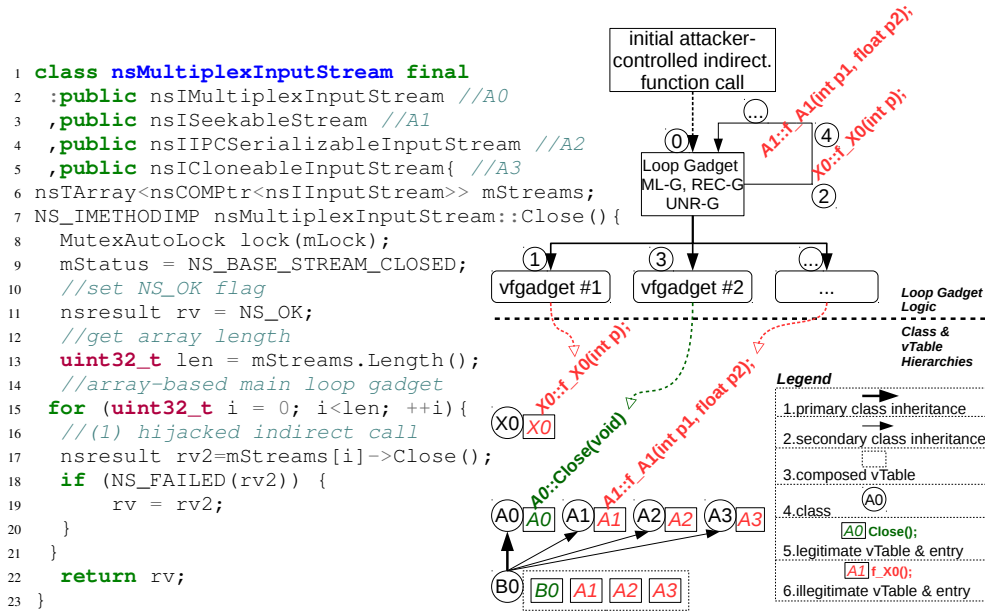 1 class nsMultiplexInputStream final
2 :public nsIMultiplexInputStream //A0
3 ,public nsISeekableStream //A1
4 ,public nsIIPCSerializableInputStream //A2
5 ,public nsICloneableInputStream{ //A3
6 nsTArray<nsCOMPtr<nsIInputStream>> mStreams;
7 NS_IMETHODIMP nsMultiplexInputStream::Close(){
8 MutexAutoLock lock(mLock);
9 mStatus = NS_BASE_STREAM_CLOSED;
10 //set NS_OK flag
11 nsresult rv = NS_OK;
12 //get array length
13 uint32_t len = mStreams.Length();
14 //array-based main loop gadget
15 for (uint32_t i = 0; i<len; ++i){
16 //(1) hijacked indirect call
17 nsresult rv2=mStreams[i]->Close();
18 if (NS_FAILED(rv2)) {
19 rv = rv2;
20 }
21 }
22 return rv;
23 }
initial attacker-
controlled indirect.
function call
...
A1::f_A1(int p1, float p2);
4
X0::f_X0(int p);
0
Loop Gadget
ML-G, REC-G
UNR-G
2
1
3
...
vfgadget #1
vfgadget #2
...
Loop Gadget
Logic
Class &
vTable
Hierarchies
X0::f_X0(int p);
A0::Close(void)
A1::f_A1(int p1, float p2);
X0 X0
A0 A0 A1 A1 A2 A2 A3 A3
B0 B0 A1 A2 A3
Legend
1.primary class inheritance
2.secondary class inheritance
3.composed vTable
A0
4.class
A0 Close();
5.legitimate vTable & entry
A1 f_X0();
6.illegitimate vTable & entry